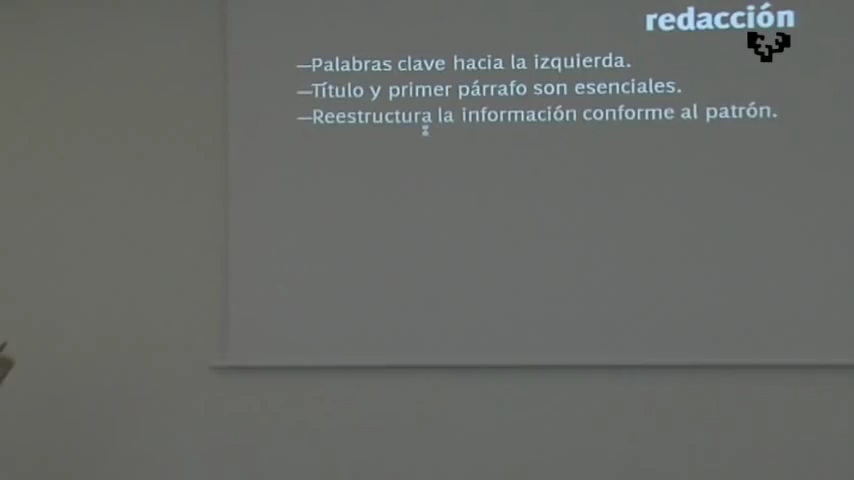 redacción
—Palabras clave hacia la izquierda.
—Título y primer párrafo son esenciales.
—Reestructura la información conforme al patrón.